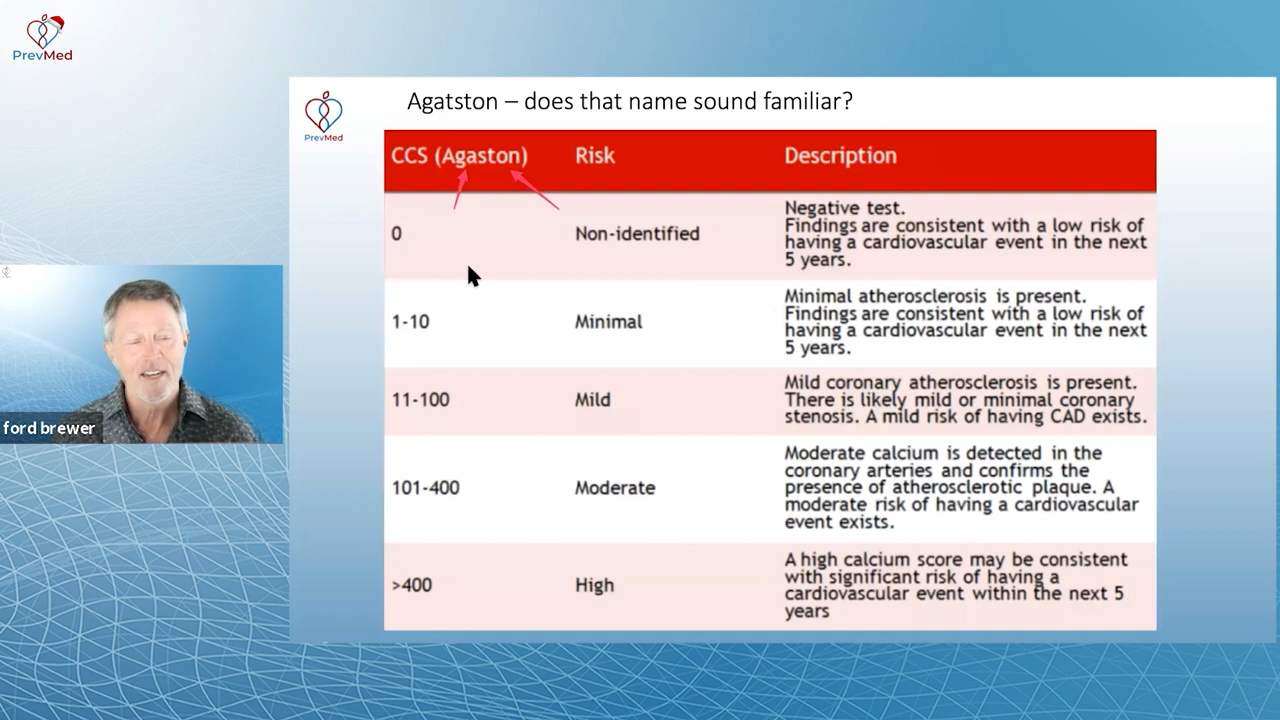 PrevMed
PrevMed
Agatston – does that name sound familiar?
CCS (Agaston) Risk Description
0 Non-identified
Negative test.
Findings are consistent with a low risk of
having a cardiovascular event in the next
5 years.
1-10 Minimal
Minimal atherosclerosis is present.
Findings are consistent with a low risk of
having a cardiovascular event in the next
5 years.
11-100 Mild
Mild coronary atherosclerosis is present.
There is likely mild or minimal coronary
stenosis. A mild risk of having CAD exists.
101-400 Moderate
Moderate calcium is detected in the
coronary arteries and confirms the
presence of atherosclerotic plaque. A
moderate risk of having a cardiovascular
event exists.
>400 High
A high calcium score may be consistent
with significant risk of having a
cardiovascular event within the next 5
years
ford brewer